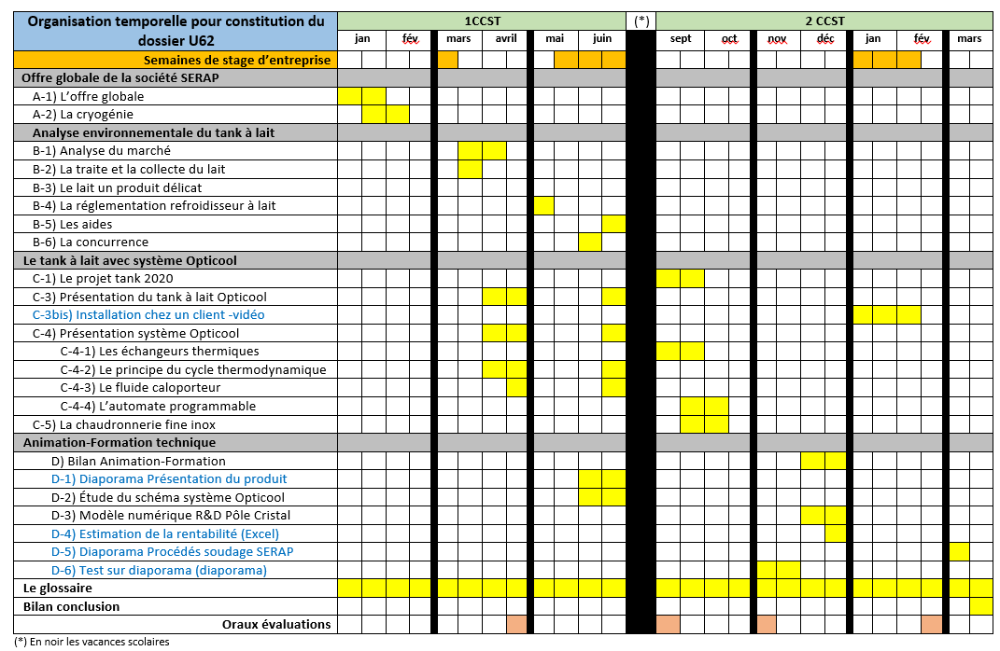 Organisation temporelle pour constitution du
dossier U62
1CCST
(*)
2 CCST
jan fév mars avril mai juin sept oct nov déc jan fév mars
Semaines de stage d’entreprise
Offre globale de la société SERAP
A-1) L’offre globale
A-2) La cryogénie
Analyse environnementale du tank à lait
B-1) Analyse du marché
B-2) La traite et la collecte du lait
B-3) Le lait un produit délicat
B-4) La réglementation refroidisseur à lait
B-5) Les aides
B-6) La concurrence
Le tank à lait avec système Opticool
C-1) Le projet tank 2020
C-3) Présentation du tank à lait Opticool
C-3bis) Installation chez un client -vidéo
C-4) Présentation système Opticool
C-4-1) Les échangeurs thermiques
C-4-2) Le principe du cycle thermodynamique
C-4-3) Le fluide caloporteur
C-4-4) L’automate programmable
C-5) La chaudronnerie fine inox
Animation-Formation technique
D) Bilan Animation-Formation
D-1) Diaporama Présentation du produit
D-2) Étude du schéma système Opticool
D-3) Modèle numérique R&D Pôle Cristal
D-4) Estimation de la rentabilité (Excel)
D-5) Diaporama Procédés soudage SERAP
D-6) Test sur diaporama (diaporama)
Le glossaire
Bilan conclusion
Oraux évaluations
(*) En noir les vacances scolaires